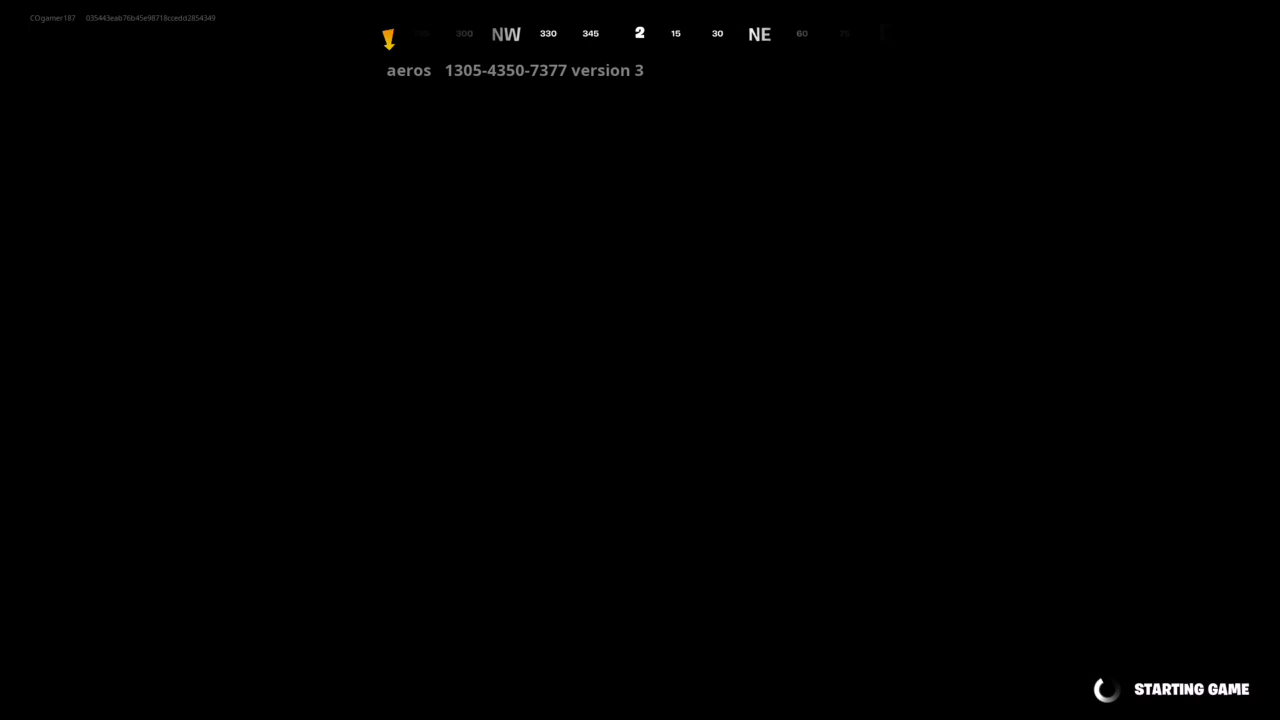 COgamer187 035443eab76b45e98718ccedd2854349
300 NW 330 345 2 15 30 NE 60 75
aeros 1305-4350-7377 version 3
STARTING GAME